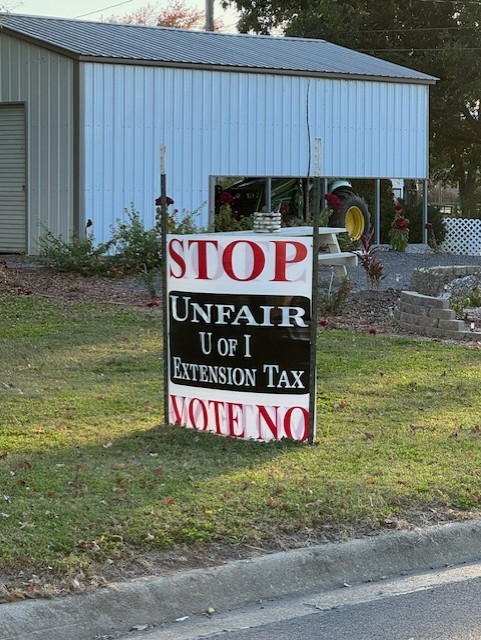 STOP
UNFAIR
U OF I
EXTENSION TAX
VOTE NO